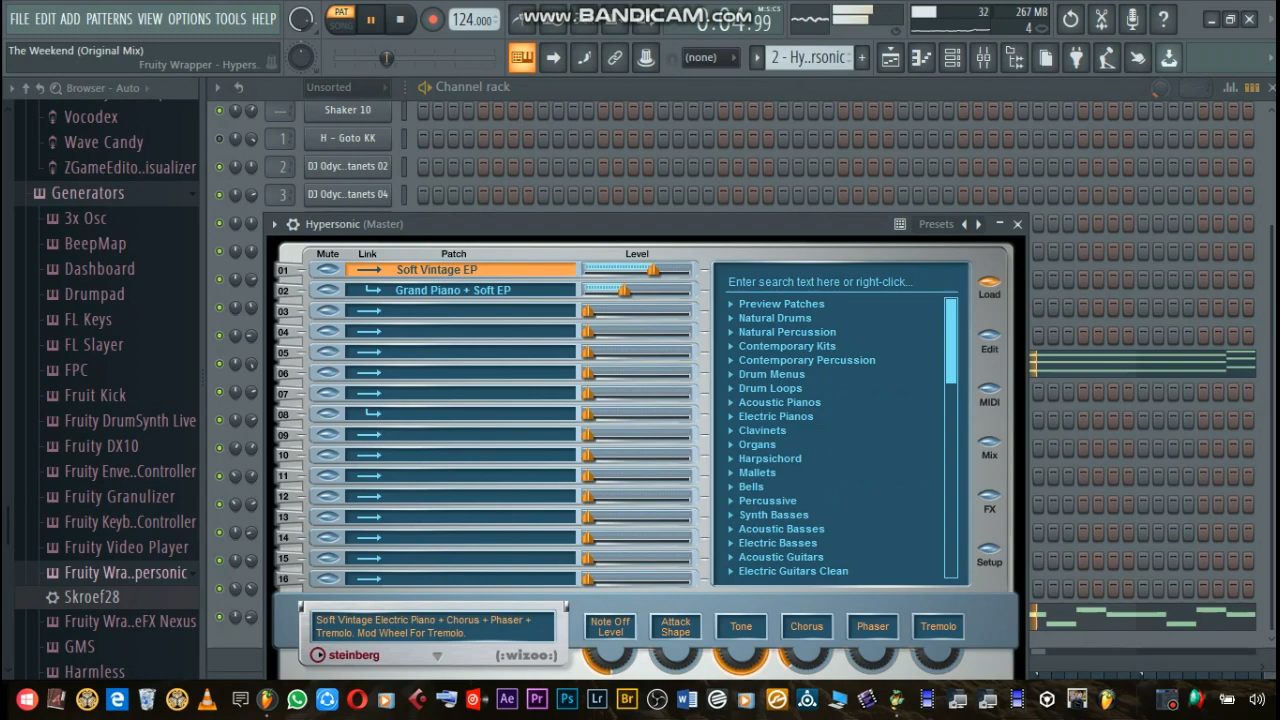 FILE EDIT ADD PATTERNS VIEW OPTIONS TOOLS HELP
PAT
SONG
124.000
www.BANDICAM.com
M:S:CS
32
267 MB
4
The Weekend (Original Mix)
Fruity Wrapper - Hypers..
(none)
2 - Hy..rsonic
Browser - Auto
Unsorted
Channel rack
Vocodex
Wave Candy
ZGameEdito..isualizer
Generators
3x Osc
BeepMap
Dashboard
Drumpad
FL Keys
FL Slayer
FPC
Fruit Kick
Fruity DrumSynth Live
Fruity DX10
Fruity Enve..Controller
Fruity Granulizer
Fruity Keyb..Controller
Fruity Video Player
Fruity Wra..personic
Skroef28
Fruity Wra..eFX Nexus
GMS
Harmless
Shaker 10
1
H - Goto KK
2
DJ Odyc..tanets 02
3
DJ Odyc..tanets 04
Hypersonic (Master)
Presets
Mute Link Patch Level
01 Soft Vintage EP
02 Grand Piano + Soft EP
03
04
05
06
07
08
09
10
11
12
13
14
15
16
Enter search text here or right-click...
Preview Patches
Natural Drums
Natural Percussion
Contemporary Kits
Contemporary Percussion
Drum Menus
Drum Loops
Acoustic Pianos
Electric Pianos
Clavinets
Organs
Harpsichord
Mallets
Bells
Percussive
Synth Basses
Acoustic Basses
Electric Basses
Acoustic Guitars
Electric Guitars Clean
Load
Edit
MIDI
Mix
FX
Setup
Soft Vintage Electric Piano + Chorus + Phaser +
Tremolo. Mod Wheel For Tremolo.
steinberg
(:wizoo:)
Note Off
Level
Attack
Shape
Tone
Chorus
Phaser
Tremolo
Ae
Pr
Ps
Lr
Br